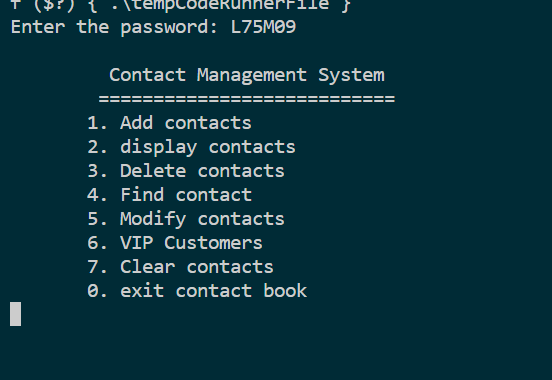 f ($?) { .\tempCodeRunnerFile }
Enter the password: L75M09
Contact Management System
===========================
1. Add contacts
2. display contacts
3. Delete contacts
4. Find contact
5. Modify contacts
6. VIP Customers
7. Clear contacts
0. exit contact book